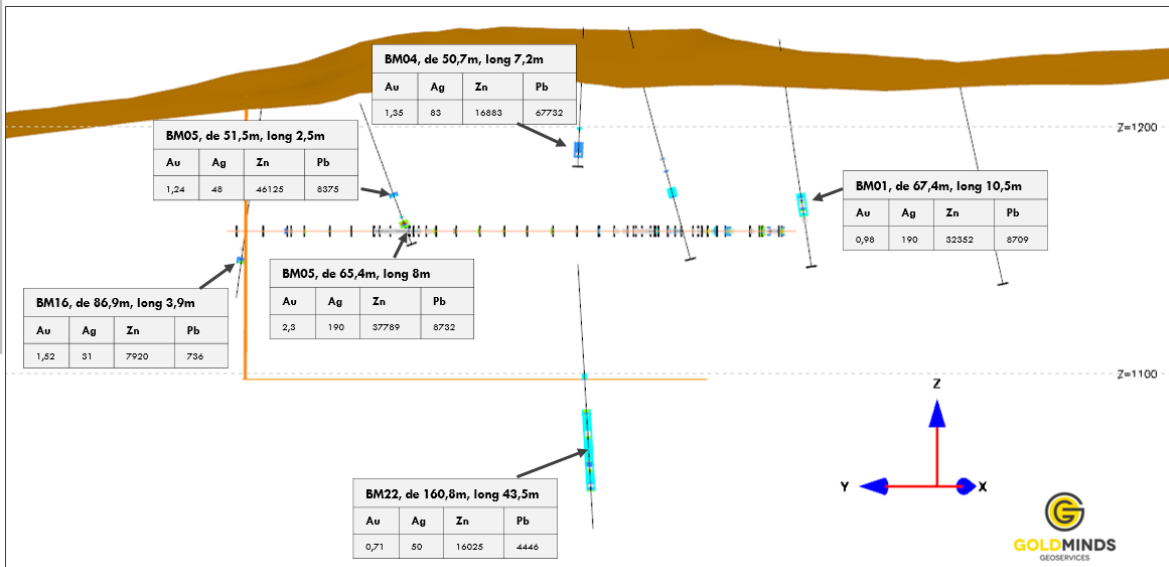 BM04, de 50,7m, long 7,2m
Au Ag Zn Pb
1,35 83 16883 67732
Z=1200
BM05, de 51,5m, long 2,5m
Au Ag Zn Pb
1,24 48 46125 8375
BM01, de 67,4m, long 10,5m
Au Ag Zn Pb
0,98 190 32352 8709
BM05, de 65,4m, long 8m
Au Ag Zn Pb
2,3 190 37789 8732
BM16, de 86,9m, long 3,9m
Au Ag Zn Pb
1,52 31 7920 736
Z=1100
Z
Y X
BM22, de 160,8m, long 43,5m
Au Ag Zn Pb
0,71 50 16025 4446
GOLDMINDS
GEOSERVICES